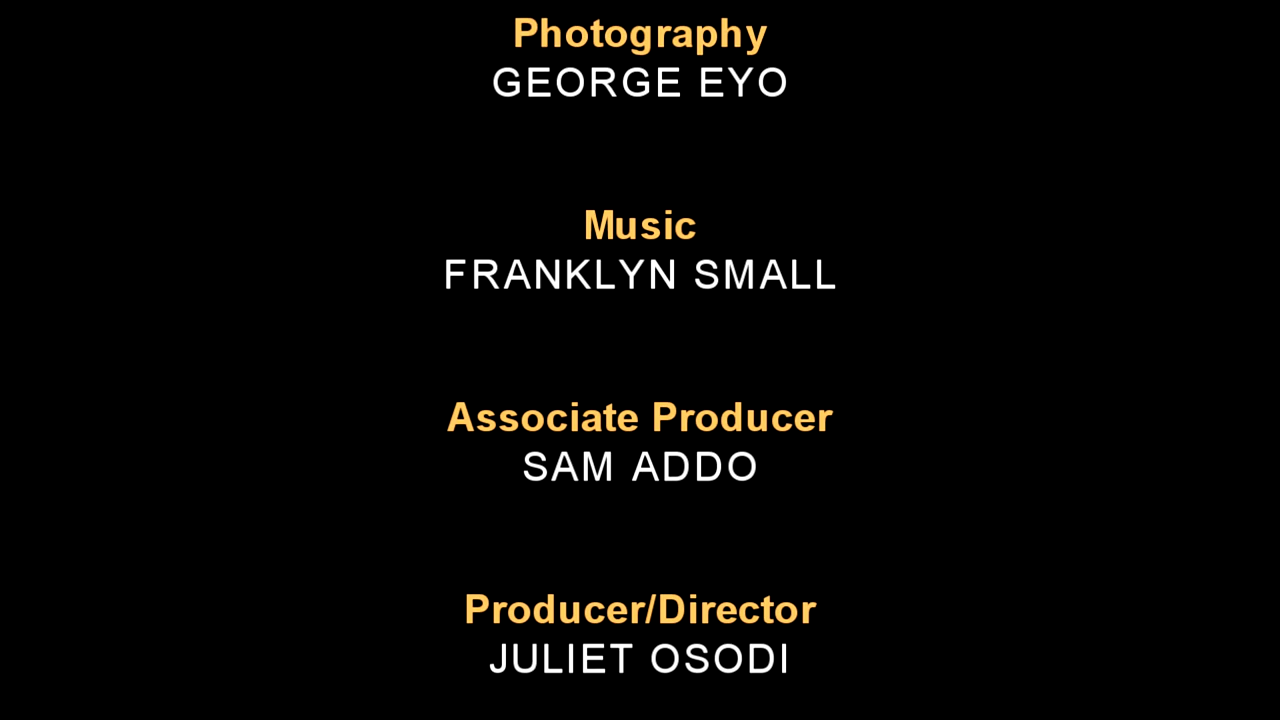 Photography
GEORGE EYO
Music
FRANKLYN SMALL
Associate Producer
SAM ADDO
Producer/Director
JULIET OSODI